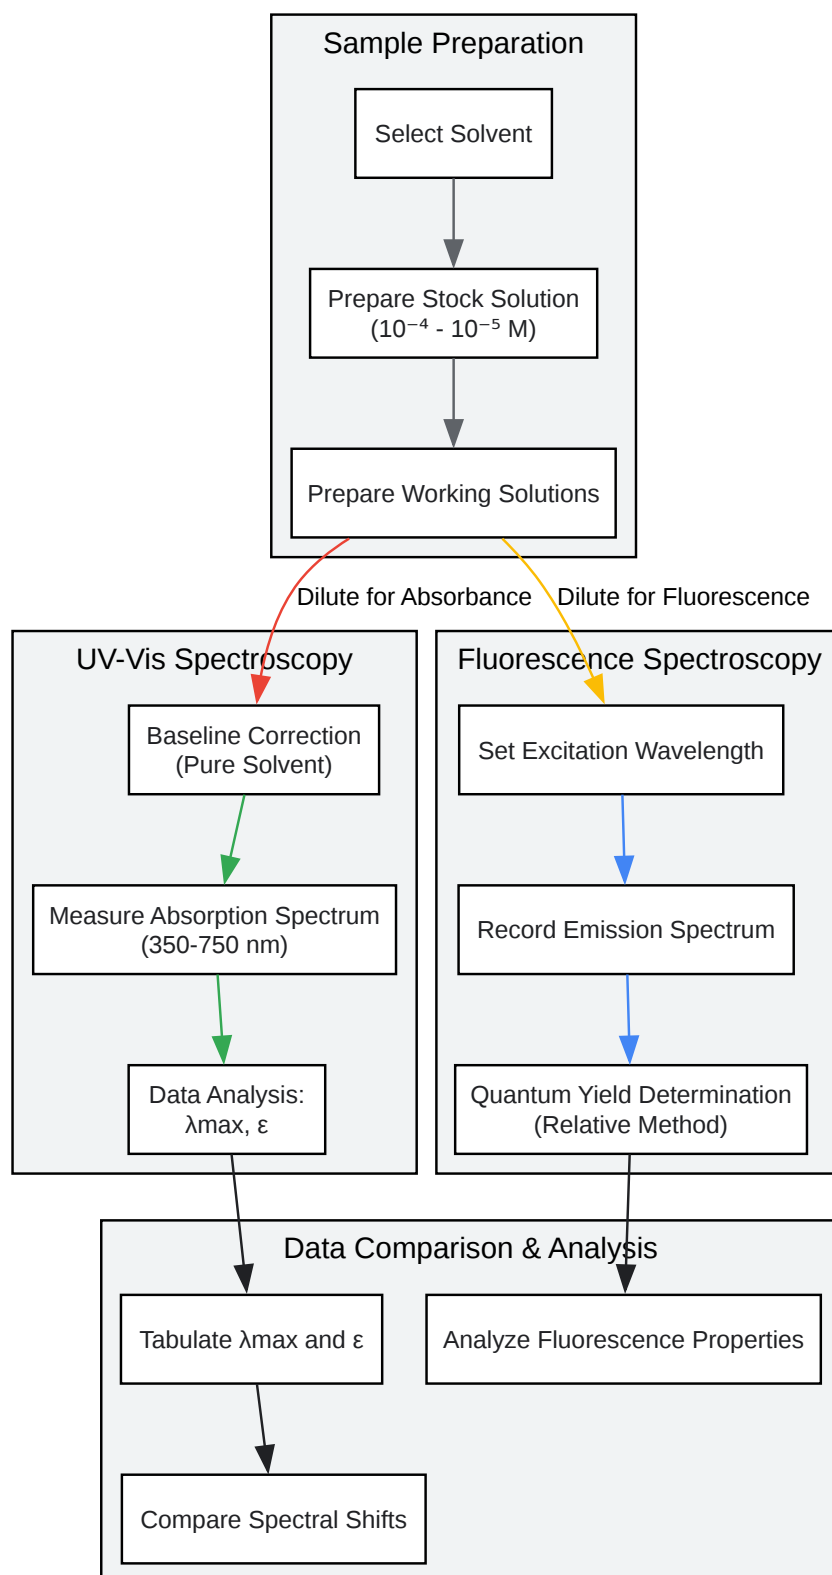 Sample Preparation
Select Solvent
Prepare Stock Solution
(10⁻⁴ - 10⁻⁵ M)
Prepare Working Solutions
Dilute for Absorbance
Dilute for Fluorescence
UV-Vis Spectroscopy
Baseline Correction
(Pure Solvent)
Measure Absorption Spectrum
(350-750 nm)
Data Analysis:
λmax, ε
Fluorescence Spectroscopy
Set Excitation Wavelength
Record Emission Spectrum
Quantum Yield Determination
(Relative Method)
Data Comparison & Analysis
Tabulate λmax and ε
Analyze Fluorescence Properties
Compare Spectral Shifts